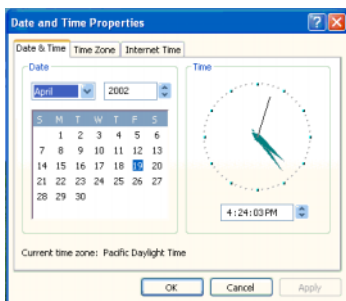 Date and Time Properties
Date & Time Time Zone Internet Time
Date
April 2002
S M T W T F S
1 2 3 4 5 6
7 8 9 10 11 12 13
14 15 16 17 18 19 20
21 22 23 24 25 26 27
28 29 30
Time
4:24:03 PM
Current time zone: Pacific Daylight Time
OK Cancel Apply